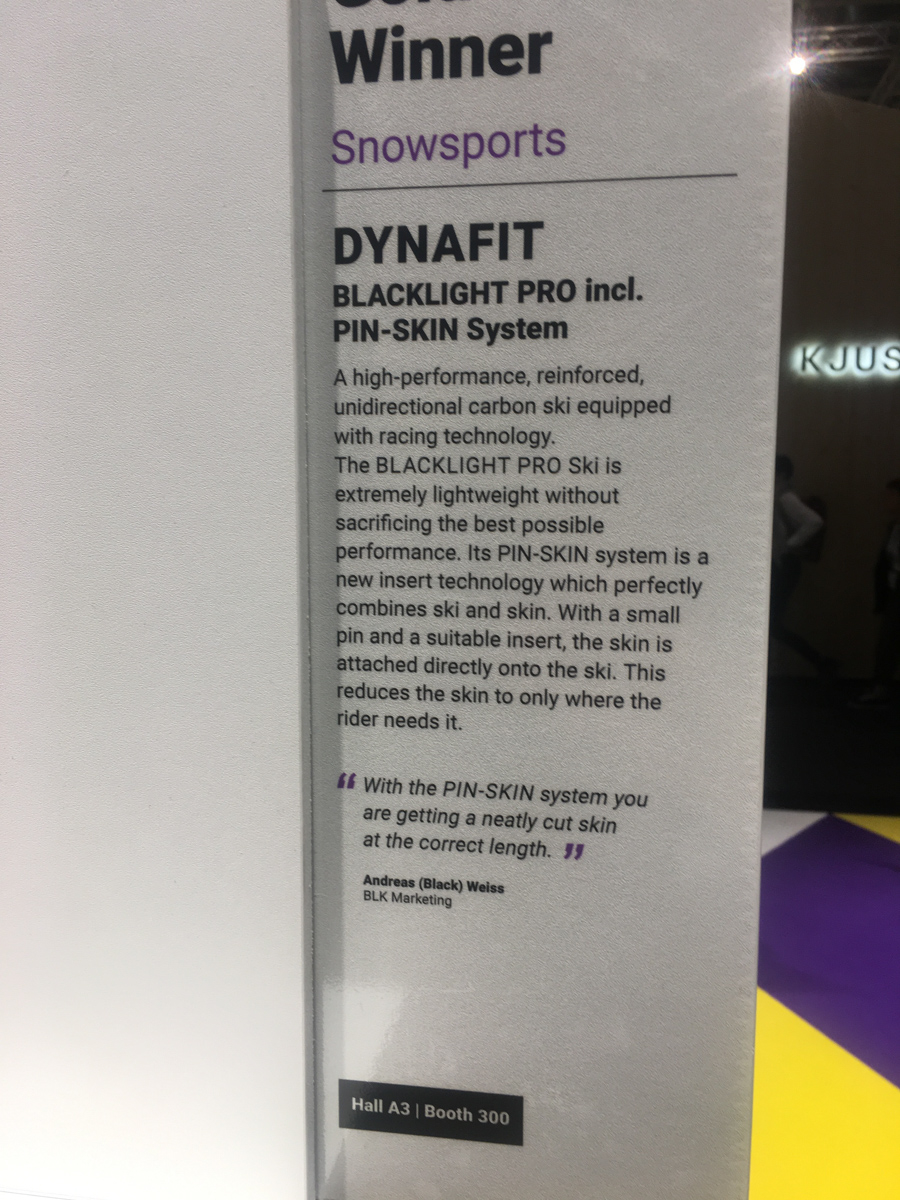 Gold
Winner
Snowsports
DYNAFIT
BLACKLIGHT PRO incl.
PIN-SKIN System
A high-performance, reinforced,
unidirectional carbon ski equipped
with racing technology.
The BLACKLIGHT PRO Ski is
extremely lightweight without
sacrificing the best possible
performance. Its PIN-SKIN system is a
new insert technology which perfectly
combines ski and skin. With a small
pin and a suitable insert, the skin is
attached directly onto the ski. This
reduces the skin to only where the
rider needs it.
“ With the PIN-SKIN system you
are getting a neatly cut skin
at the correct length. ”
Andreas (Black) Weiss
BLK Marketing
Hall A3 | Booth 300
KJUS